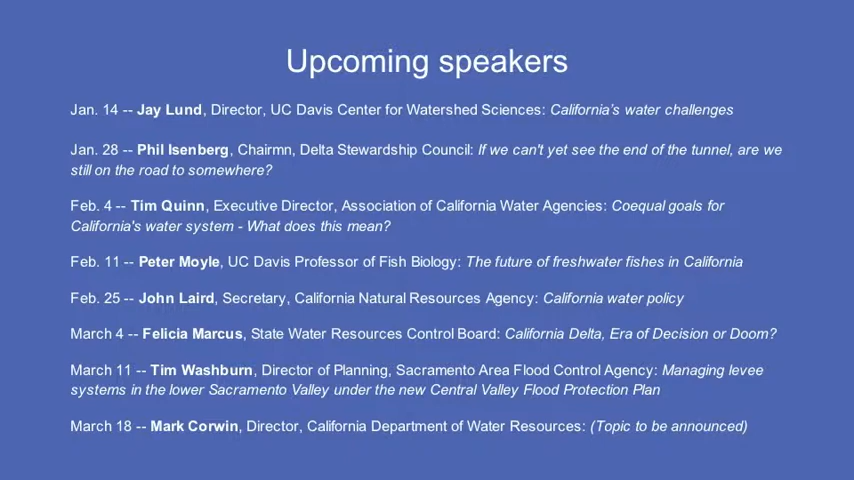 Upcoming speakers
Jan. 14 -- Jay Lund, Director, UC Davis Center for Watershed Sciences: California's water challenges
Jan. 28 -- Phil Isenberg, Chairmn, Delta Stewardship Council: If we can't yet see the end of the tunnel, are we
still on the road to somewhere?
Feb. 4 -- Tim Quinn, Executive Director, Association of California Water Agencies: Coequal goals for
California's water system - What does this mean?
Feb. 11 -- Peter Moyle, UC Davis Professor of Fish Biology: The future of freshwater fishes in California
Feb. 25 -- John Laird, Secretary, California Natural Resources Agency: California water policy
March 4 -- Felicia Marcus, State Water Resources Control Board: California Delta, Era of Decision or Doom?
March 11 -- Tim Washburn, Director of Planning, Sacramento Area Flood Control Agency: Managing levee
systems in the lower Sacramento Valley under the new Central Valley Flood Protection Plan
March 18 -- Mark Corwin, Director, California Department of Water Resources: (Topic to be announced)